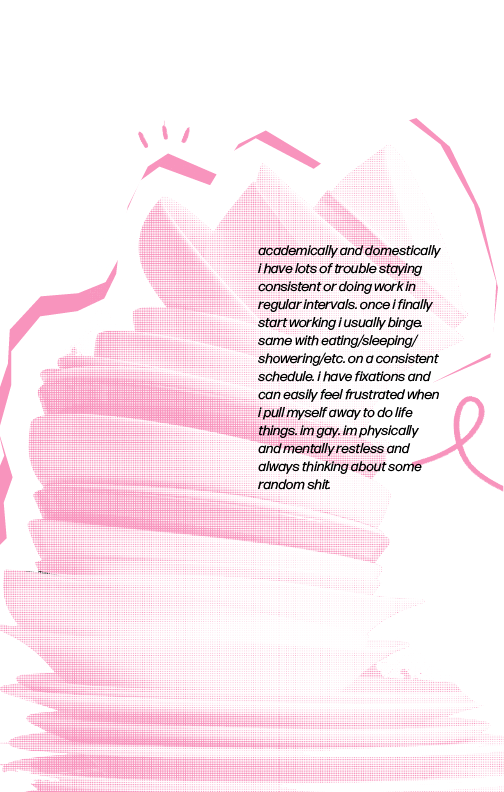 academically and domestically
i have lots of trouble staying
consistent or doing work in
regular intervals. once i finally
start working i usually binge.
same with eating/sleeping/
showering/etc. on a consistent
schedule. i have fixations and
can easily feel frustrated when
i pull myself away to do life
things. im gay. im physically
and mentally restless and
always thinking about some
random shit.